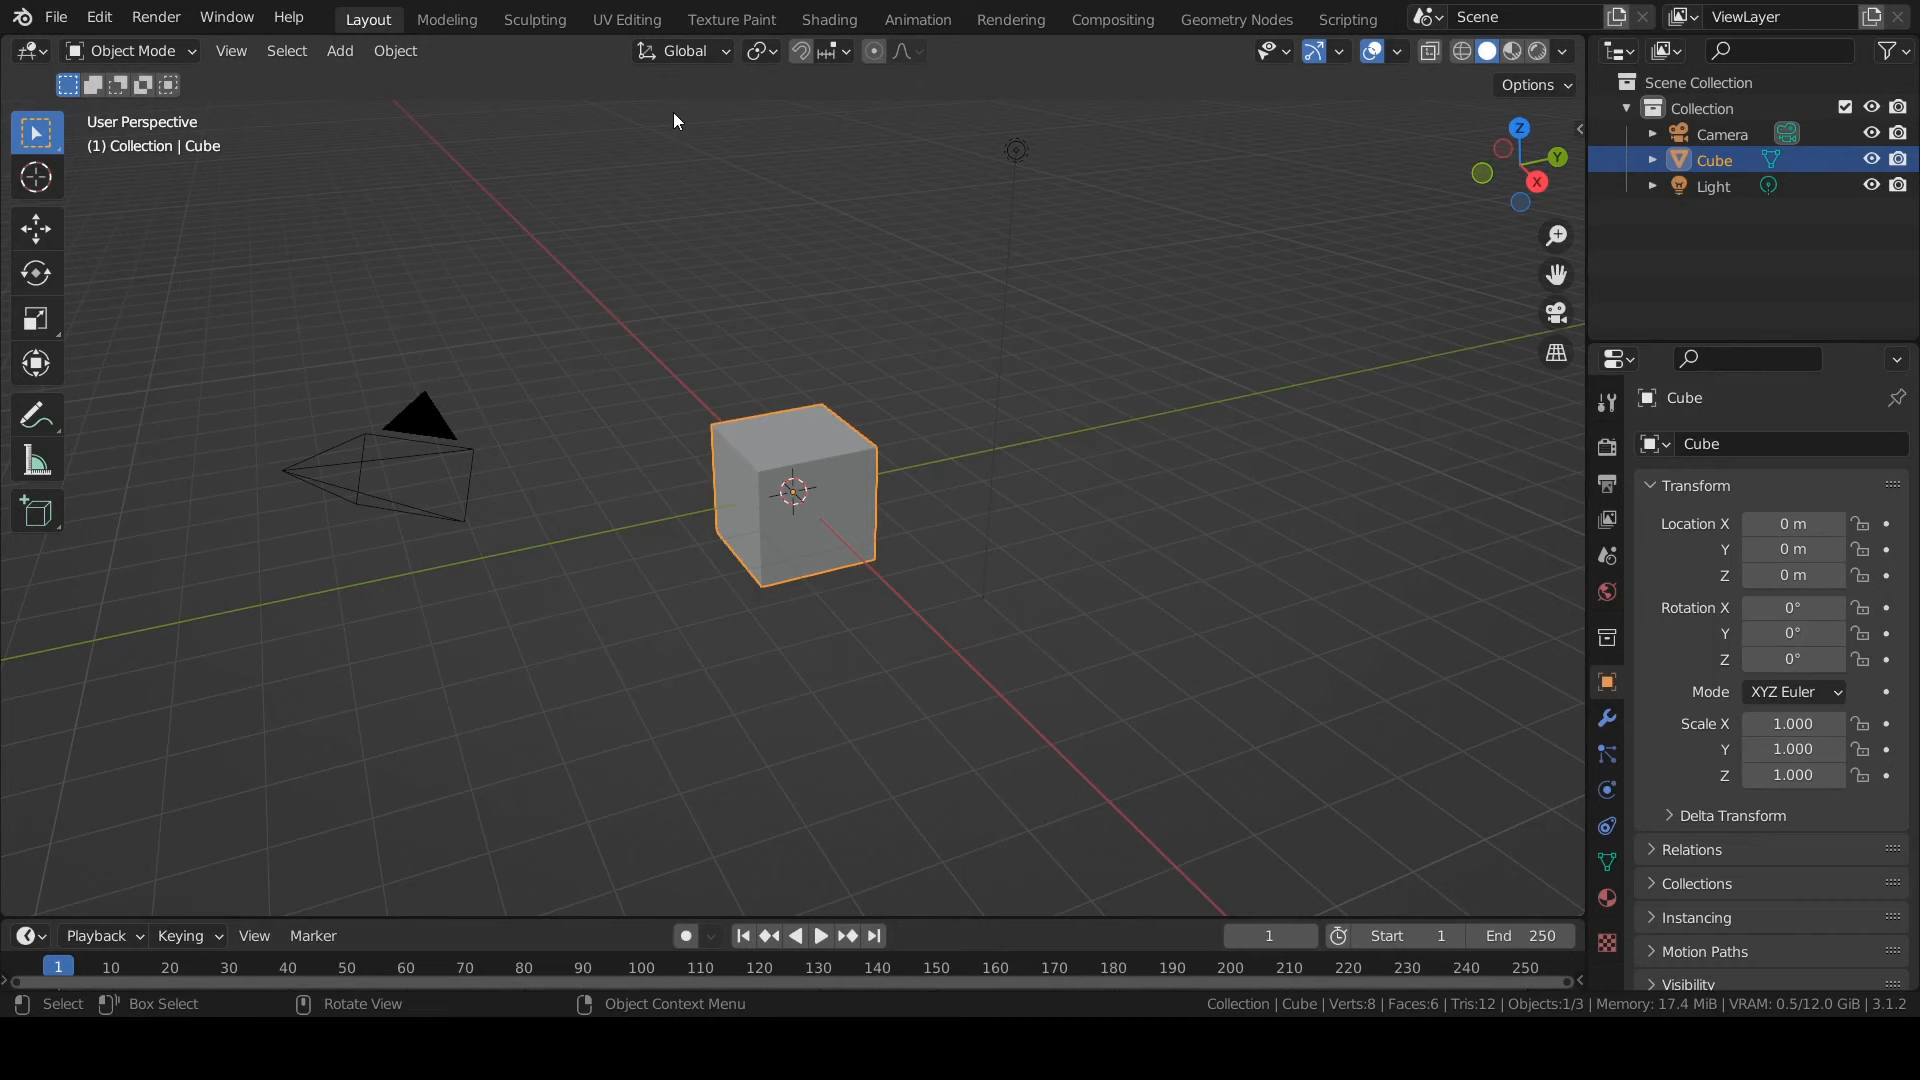 File Edit Render Window Help Layout Modeling Sculpting UV Editing Texture Paint Shading Animation Rendering Compositing Geometry Nodes Scripting Scene ViewLayer
Object Mode View Select Add Object Global
Options
User Perspective
(1) Collection | Cube
Z
Y
X
Scene Collection
Collection
Camera
Cube
Light
Cube
Cube
Transform
Location X 0 m
Y 0 m
Z 0 m
Rotation X 0°
Y 0°
Z 0°
Mode XYZ Euler
Scale X 1.000
Y 1.000
Z 1.000
Delta Transform
Relations
Collections
Instancing
Motion Paths
Visibility
Playback Keying View Marker 1 Start 1 End 250
1 10 20 30 40 50 60 70 80 90 100 110 120 130 140 150 160 170 180 190 200 210 220 230 240 250
Select Box Select Rotate View Object Context Menu Collection | Cube | Verts:8 | Faces:6 | Tris:12 | Objects:1/3 | Memory: 17.4 MiB | VRAM: 0.5/12.0 GiB | 3.1.2